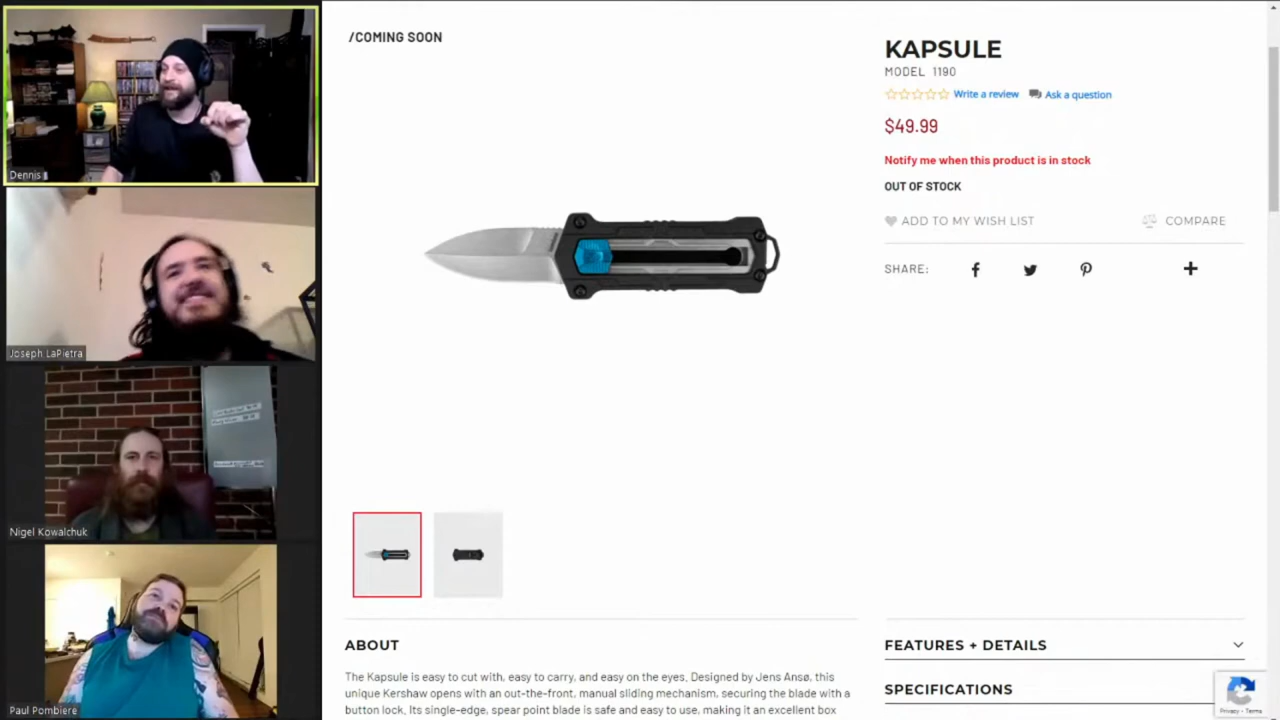 Dennis
Joseph LaPietra
Nigel Kowalchuk
Paul Pombiere
/COMING SOON
KAPSULE
MODEL 1190
Write a review
Ask a question
$49.99
Notify me when this product is in stock
OUT OF STOCK
ADD TO MY WISH LIST
COMPARE
SHARE:
ABOUT
The Kapsule is easy to cut with, easy to carry, and easy on the eyes. Designed by Jens Ansø, this
unique Kershaw opens with an out-the-front, manual sliding mechanism, securing the blade with a
button lock. Its single-edge, spear point blade is safe and easy to use, making it an excellent box
FEATURES + DETAILS
SPECIFICATIONS
Privacy - Terms